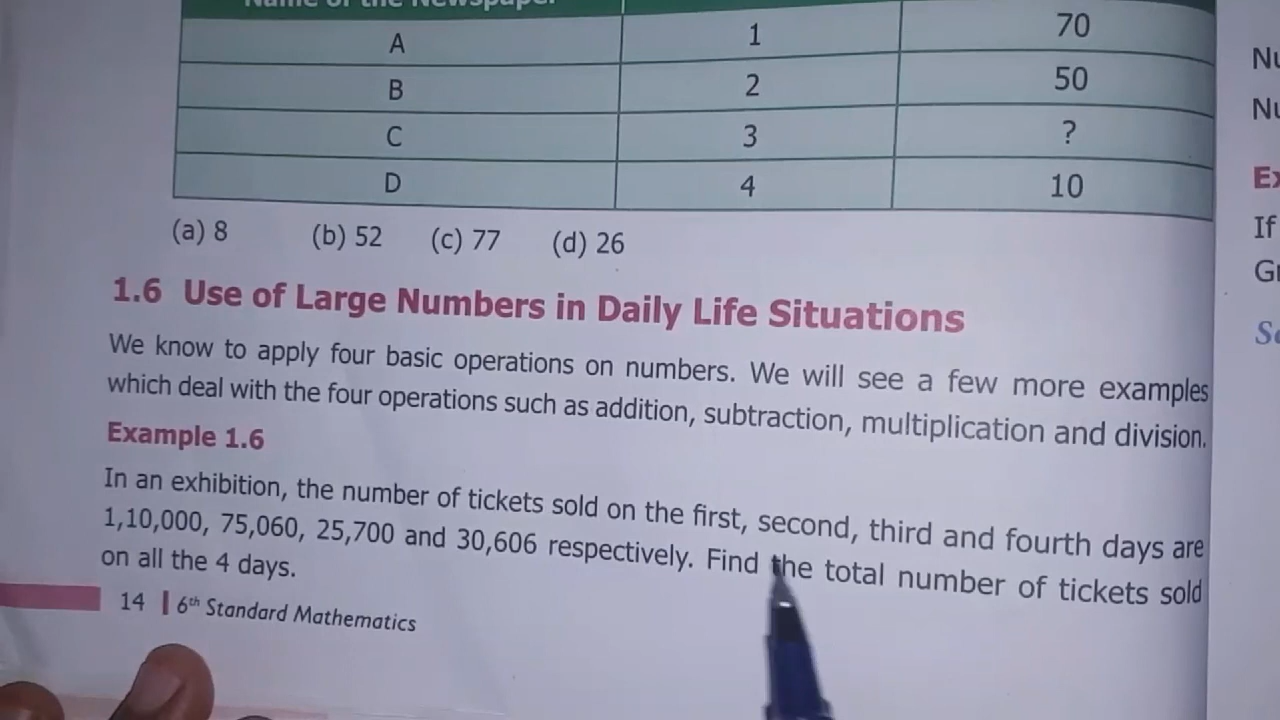 Name of the Newspaper
A 1 70
B 2 50
C 3 ?
D 4 10
(a) 8 (b) 52 (c) 77 (d) 26
1.6 Use of Large Numbers in Daily Life Situations
We know to apply four basic operations on numbers. We will see a few more examples
which deal with the four operations such as addition, subtraction, multiplication and division.
Example 1.6
In an exhibition, the number of tickets sold on the first, second, third and fourth days are
1,10,000, 75,060, 25,700 and 30,606 respectively. Find the total number of tickets sold
on all the 4 days.
14 | 6th Standard Mathematics
If